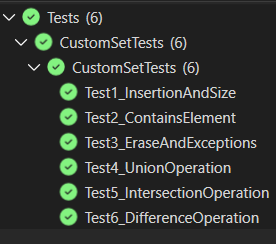 Tests (6)
CustomSetTests (6)
CustomSetTests (6)
Test1_InsertionAndSize
Test2_ContainsElement
Test3_EraseAndExceptions
Test4_UnionOperation
Test5_IntersectionOperation
Test6_DifferenceOperation